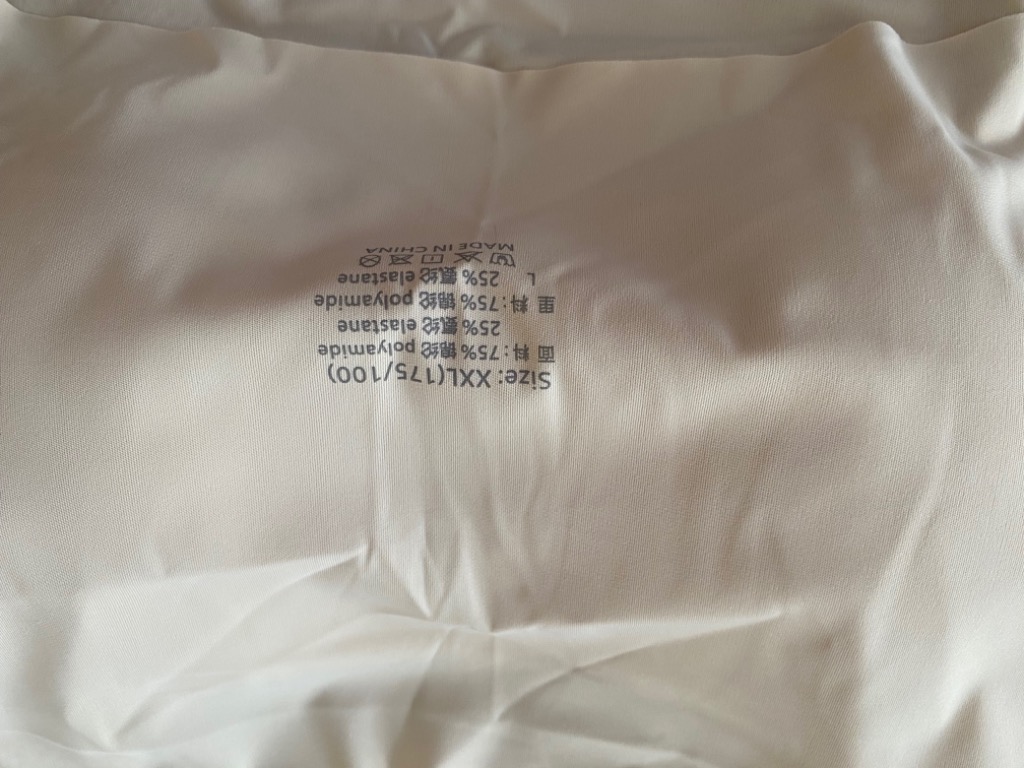 Size: XXL(175/100)
面 料:75% 锦纶 polyamide
25% 氨纶 elastane
里 料:75% 锦纶 polyamide
L 25% 氨纶 elastane
MADE IN CHINA